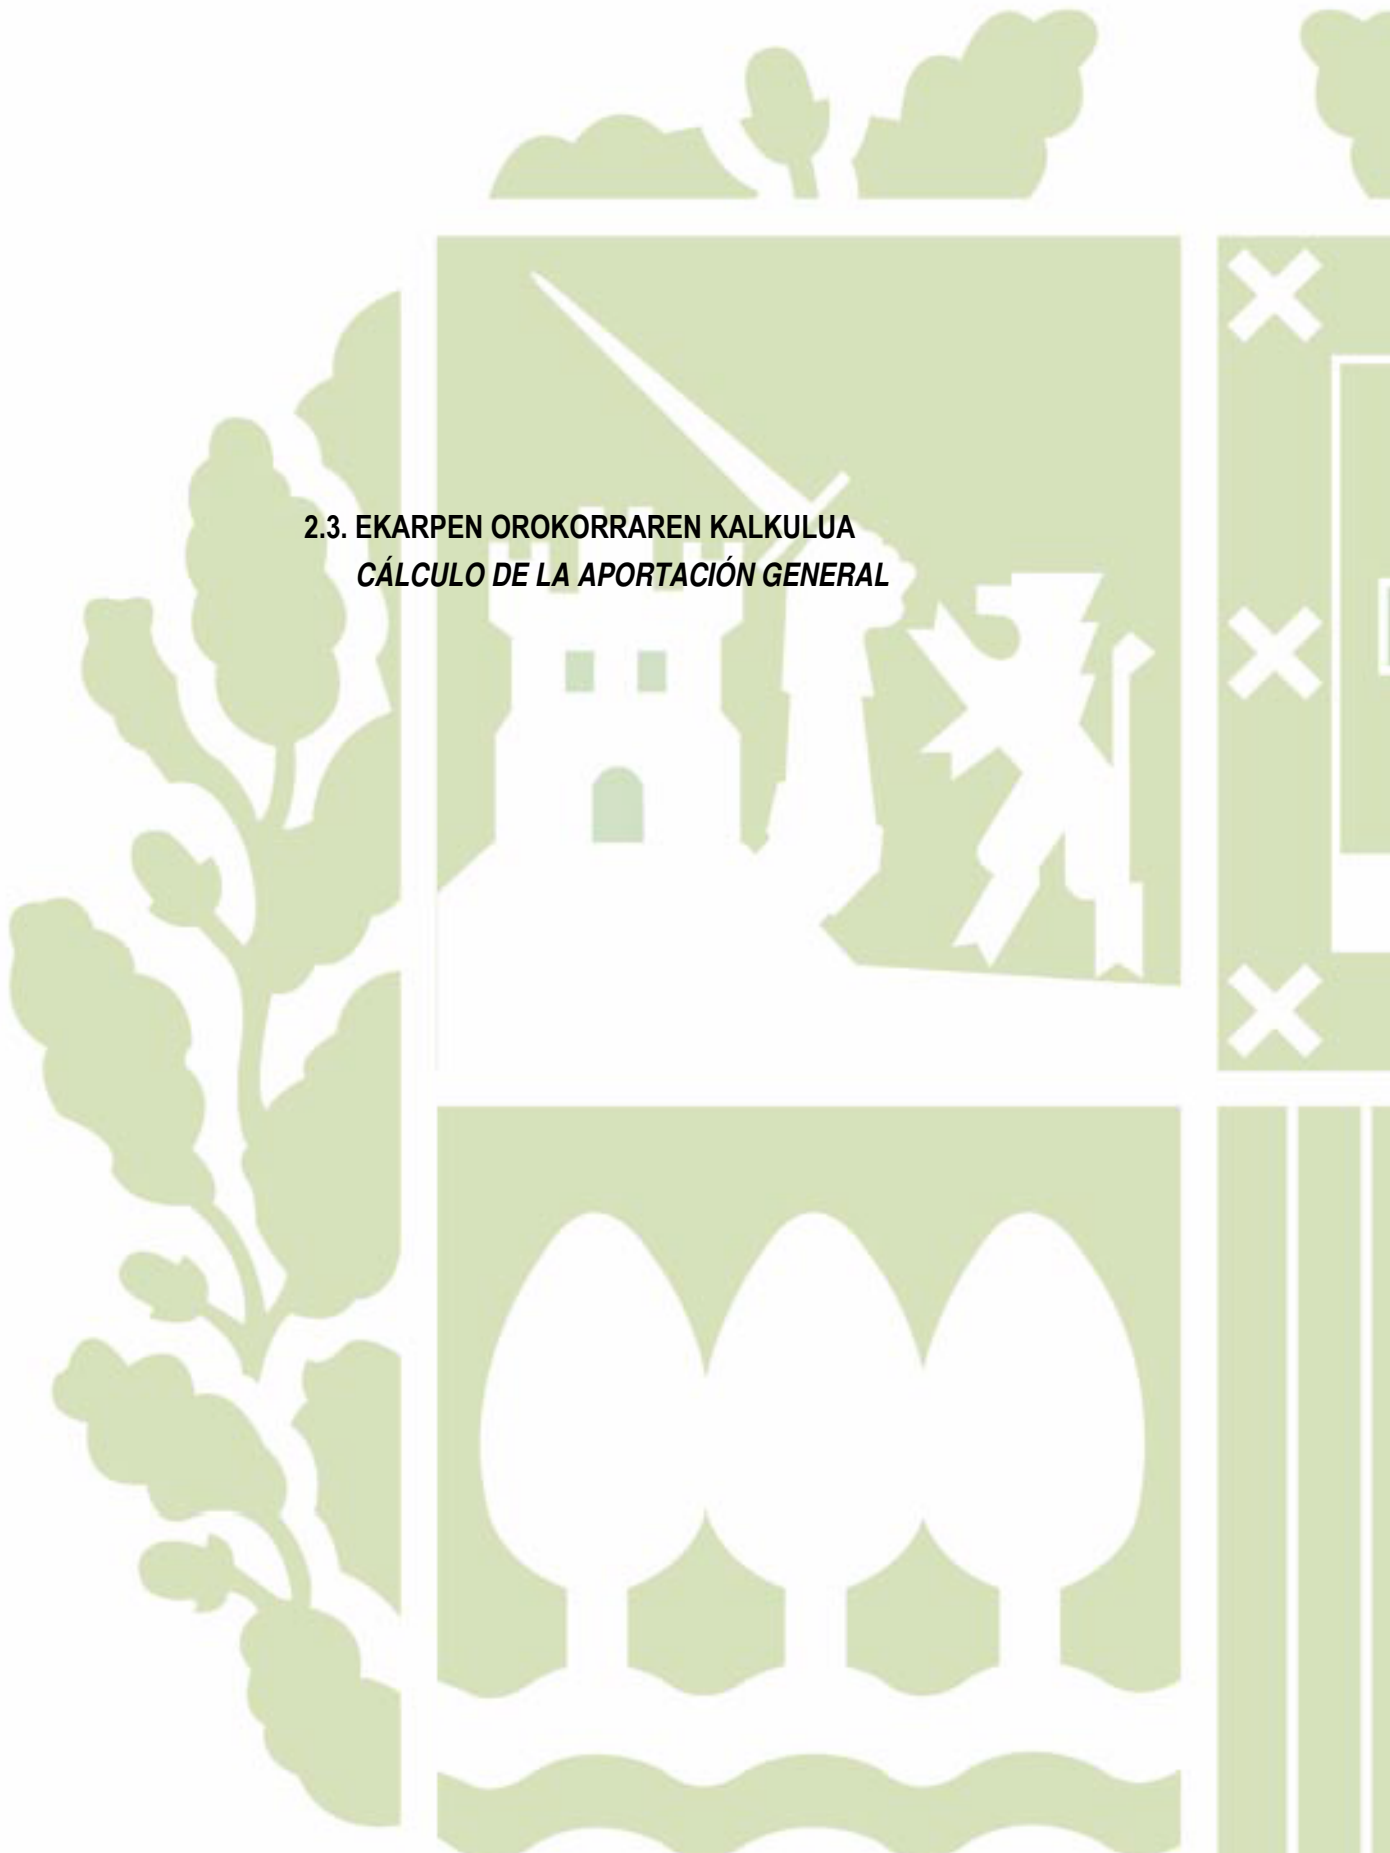 2.3. EKARPEN OROKORRAREN KALKULUA
CÁLCULO DE LA APORTACIÓN GENERAL